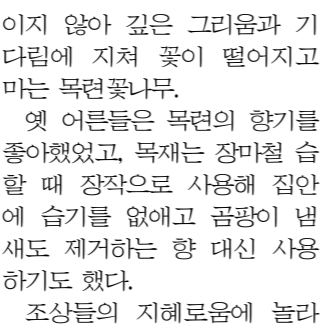 이지 않아 깊은 그리움과 기
다림에 지쳐 꽃이 떨어지고
마는 목련꽃나무.
옛 어른들은 목련의 향기를
좋아했었고, 목재는 장마철 습
할 때 장작으로 사용해 집안
에 습기를 없애고 곰팡이 냄
새도 제거하는 향 대신 사용
하기도 했다.
조상들의 지혜로움에 놀라